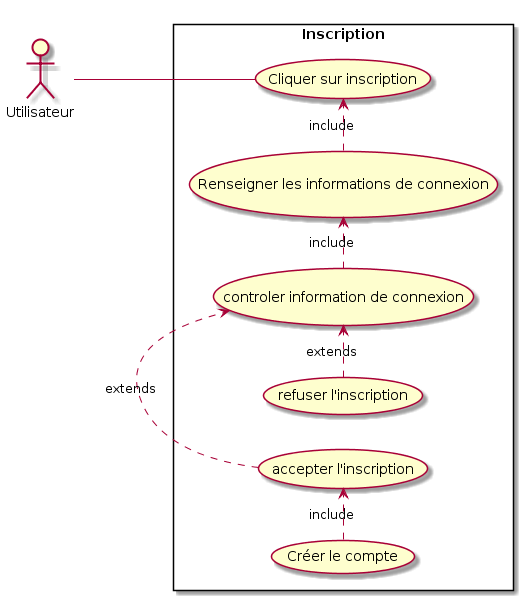 Inscription
Utilisateur
Cliquer sur inscription
include
Renseigner les informations de connexion
include
controler information de connexion
extends
refuser l'inscription
extends
accepter l'inscription
include
Créer le compte